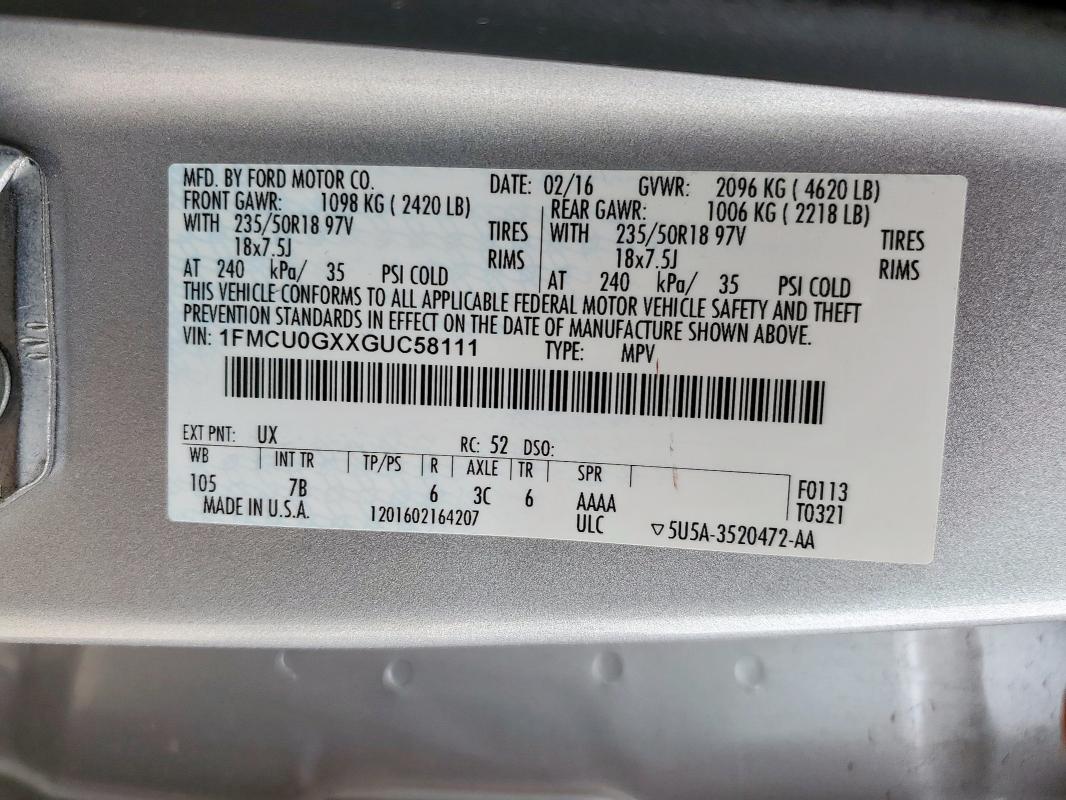 MFD. BY FORD MOTOR CO. DATE: 02/16 GVWR: 2096 KG ( 4620 LB)
FRONT GAWR: 1098 KG ( 2420 LB) REAR GAWR: 1006 KG ( 2218 LB)
WITH 235/50R18 97V TIRES WITH 235/50R18 97V TIRES
18x7.5J RIMS 18x7.5J RIMS
AT 240 kPa/ 35 PSI COLD AT 240 kPa/ 35 PSI COLD
THIS VEHICLE CONFORMS TO ALL APPLICABLE FEDERAL MOTOR VEHICLE SAFETY AND THEFT
PREVENTION STANDARDS IN EFFECT ON THE DATE OF MANUFACTURE SHOWN ABOVE.
VIN: 1FMCU0GXXGUC58111 TYPE: MPV
EXT PNT: UX RC: 52 DSO:
WB INT TR TP/PS R AXLE TR SPR
105 7B 6 3C 6 AAAA F0113
MADE IN U.S.A. 1201602164207 ULC T0321
▽5U5A-3520472-AA